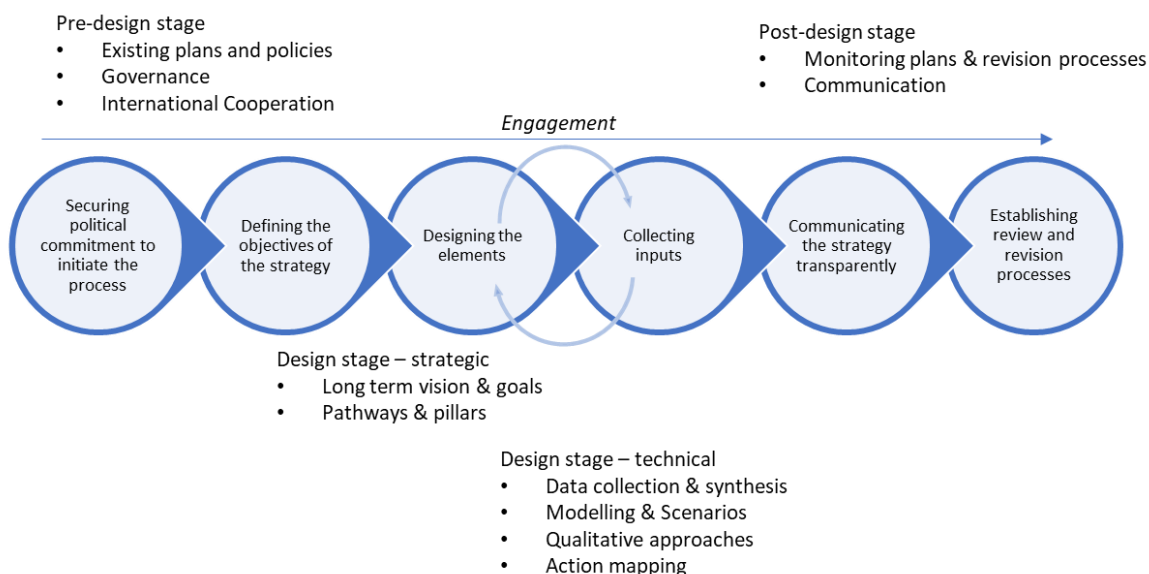 Pre-design stage
• Existing plans and policies
• Governance
• International Cooperation
Post-design stage
• Monitoring plans & revision processes
• Communication
Engagement
Securing
political
commitment to
initiate the
process
Defining the
objectives of
the strategy
Designing the
elements
Collecting
inputs
Communicating
the strategy
transparently
Establishing
review and
revision
processes
Design stage – strategic
• Long term vision & goals
• Pathways & pillars
Design stage – technical
• Data collection & synthesis
• Modelling & Scenarios
• Qualitative approaches
• Action mapping